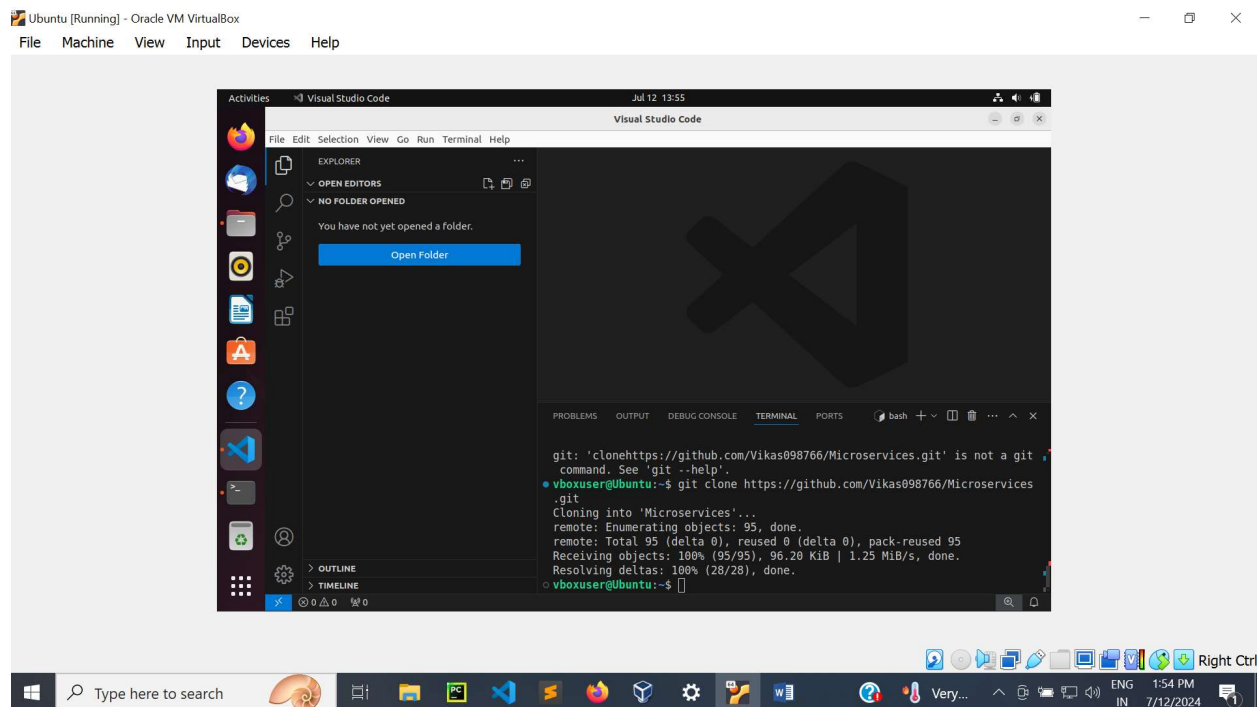 Ubuntu [Running] - Oracle VM VirtualBox
File Machine View Input Devices Help
Activities Visual Studio Code Jul 12 13:55
Visual Studio Code
File Edit Selection View Go Run Terminal Help
EXPLORER
OPEN EDITORS
NO FOLDER OPENED
You have not yet opened a folder.
Open Folder
OUTLINE
TIMELINE
PROBLEMS OUTPUT DEBUG CONSOLE TERMINAL PORTS bash
git: 'clonehttps://github.com/Vikas098766/Microservices.git' is not a git
command. See 'git --help'.
vboxuser@Ubuntu:~$ git clone https://github.com/Vikas098766/Microservices
.git
Cloning into 'Microservices'...
remote: Enumerating objects: 95, done.
remote: Total 95 (delta 0), reused 0 (delta 0), pack-reused 95
Receiving objects: 100% (95/95), 96.20 KiB | 1.25 MiB/s, done.
Resolving deltas: 100% (28/28), done.
vboxuser@Ubuntu:~$
0 0 0
Right Ctrl
Type here to search
Very...
ENG
IN
1:54 PM
7/12/2024
1